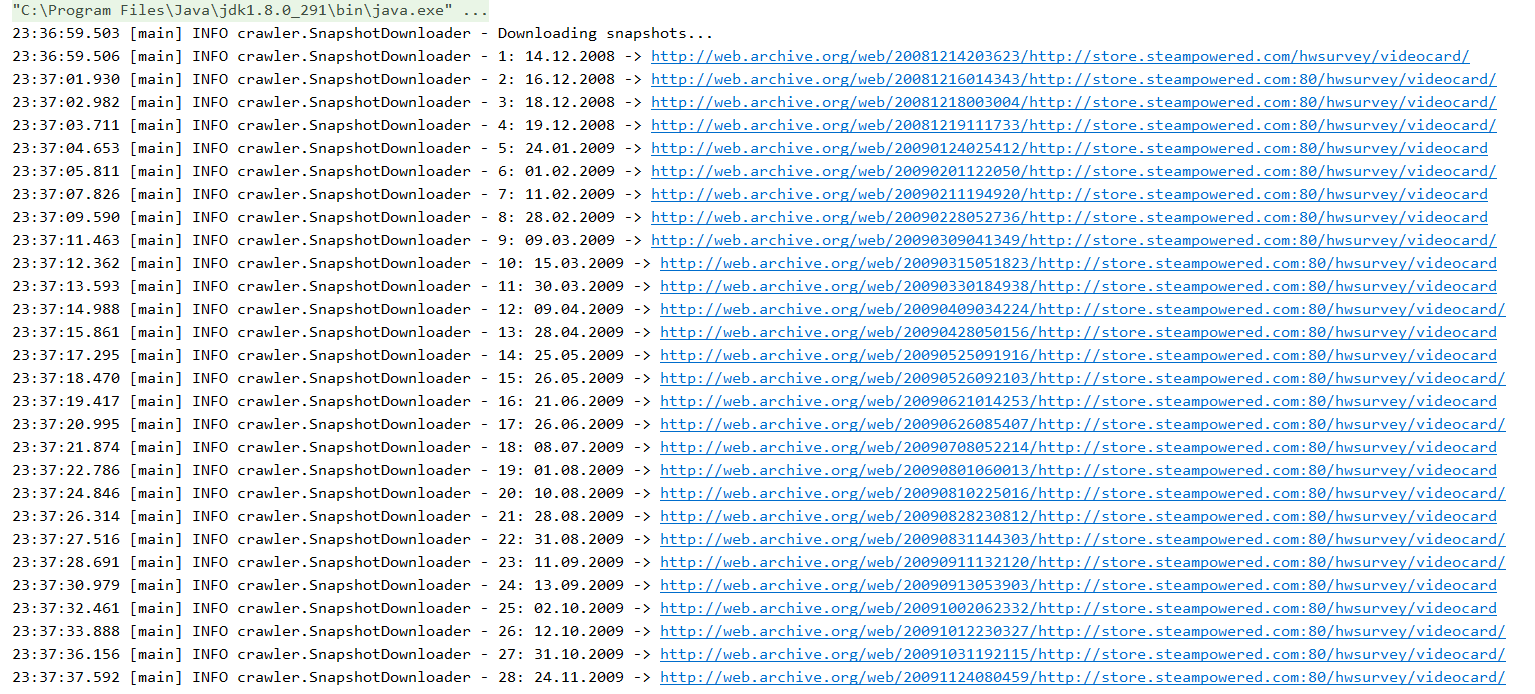 "C:\Program Files\Java\jdk1.8.0_291\bin\java.exe" ...
23:36:59.503 [main] INFO crawler.SnapshotDownloader - Downloading snapshots...
23:36:59.506 [main] INFO crawler.SnapshotDownloader - 1: 14.12.2008 -> http://web.archive.org/web/20081214203623/http://store.steampowered.com/hwsurvey/videocard/
23:37:01.930 [main] INFO crawler.SnapshotDownloader - 2: 16.12.2008 -> http://web.archive.org/web/20081216014343/http://store.steampowered.com:80/hwsurvey/videocard/
23:37:02.982 [main] INFO crawler.SnapshotDownloader - 3: 18.12.2008 -> http://web.archive.org/web/20081218003004/http://store.steampowered.com:80/hwsurvey/videocard/
23:37:03.711 [main] INFO crawler.SnapshotDownloader - 4: 19.12.2008 -> http://web.archive.org/web/20081219111733/http://store.steampowered.com:80/hwsurvey/videocard/
23:37:04.653 [main] INFO crawler.SnapshotDownloader - 5: 24.01.2009 -> http://web.archive.org/web/20090124025412/http://store.steampowered.com:80/hwsurvey/videocard
23:37:05.811 [main] INFO crawler.SnapshotDownloader - 6: 01.02.2009 -> http://web.archive.org/web/20090201122050/http://store.steampowered.com:80/hwsurvey/videocard/
23:37:07.826 [main] INFO crawler.SnapshotDownloader - 7: 11.02.2009 -> http://web.archive.org/web/20090211194920/http://store.steampowered.com:80/hwsurvey/videocard
23:37:09.590 [main] INFO crawler.SnapshotDownloader - 8: 28.02.2009 -> http://web.archive.org/web/20090228052736/http://store.steampowered.com:80/hwsurvey/videocard
23:37:11.463 [main] INFO crawler.SnapshotDownloader - 9: 09.03.2009 -> http://web.archive.org/web/20090309041349/http://store.steampowered.com:80/hwsurvey/videocard/
23:37:12.362 [main] INFO crawler.SnapshotDownloader - 10: 15.03.2009 -> http://web.archive.org/web/20090315051823/http://store.steampowered.com:80/hwsurvey/videocard
23:37:13.593 [main] INFO crawler.SnapshotDownloader - 11: 30.03.2009 -> http://web.archive.org/web/20090330184938/http://store.steampowered.com:80/hwsurvey/videocard
23:37:14.988 [main] INFO crawler.SnapshotDownloader - 12: 09.04.2009 -> http://web.archive.org/web/20090409034224/http://store.steampowered.com:80/hwsurvey/videocard/
23:37:15.861 [main] INFO crawler.SnapshotDownloader - 13: 28.04.2009 -> http://web.archive.org/web/20090428050156/http://store.steampowered.com:80/hwsurvey/videocard
23:37:17.295 [main] INFO crawler.SnapshotDownloader - 14: 25.05.2009 -> http://web.archive.org/web/20090525091916/http://store.steampowered.com:80/hwsurvey/videocard
23:37:18.470 [main] INFO crawler.SnapshotDownloader - 15: 26.05.2009 -> http://web.archive.org/web/20090526092103/http://store.steampowered.com:80/hwsurvey/videocard/
23:37:19.417 [main] INFO crawler.SnapshotDownloader - 16: 21.06.2009 -> http://web.archive.org/web/20090621014253/http://store.steampowered.com:80/hwsurvey/videocard
23:37:20.995 [main] INFO crawler.SnapshotDownloader - 17: 26.06.2009 -> http://web.archive.org/web/20090626085407/http://store.steampowered.com:80/hwsurvey/videocard/
23:37:21.874 [main] INFO crawler.SnapshotDownloader - 18: 08.07.2009 -> http://web.archive.org/web/20090708052214/http://store.steampowered.com:80/hwsurvey/videocard
23:37:22.786 [main] INFO crawler.SnapshotDownloader - 19: 01.08.2009 -> http://web.archive.org/web/20090801060013/http://store.steampowered.com:80/hwsurvey/videocard
23:37:24.846 [main] INFO crawler.SnapshotDownloader - 20: 10.08.2009 -> http://web.archive.org/web/20090810225016/http://store.steampowered.com:80/hwsurvey/videocard/
23:37:26.314 [main] INFO crawler.SnapshotDownloader - 21: 28.08.2009 -> http://web.archive.org/web/20090828230812/http://store.steampowered.com:80/hwsurvey/videocard
23:37:27.516 [main] INFO crawler.SnapshotDownloader - 22: 31.08.2009 -> http://web.archive.org/web/20090831144303/http://store.steampowered.com:80/hwsurvey/videocard/
23:37:28.691 [main] INFO crawler.SnapshotDownloader - 23: 11.09.2009 -> http://web.archive.org/web/20090911132120/http://store.steampowered.com:80/hwsurvey/videocard/
23:37:30.979 [main] INFO crawler.SnapshotDownloader - 24: 13.09.2009 -> http://web.archive.org/web/20090913053903/http://store.steampowered.com:80/hwsurvey/videocard
23:37:32.461 [main] INFO crawler.SnapshotDownloader - 25: 02.10.2009 -> http://web.archive.org/web/20091002062332/http://store.steampowered.com:80/hwsurvey/videocard
23:37:33.888 [main] INFO crawler.SnapshotDownloader - 26: 12.10.2009 -> http://web.archive.org/web/20091012230327/http://store.steampowered.com:80/hwsurvey/videocard/
23:37:36.156 [main] INFO crawler.SnapshotDownloader - 27: 31.10.2009 -> http://web.archive.org/web/20091031192115/http://store.steampowered.com:80/hwsurvey/videocard/
23:37:37.592 [main] INFO crawler.SnapshotDownloader - 28: 24.11.2009 -> http://web.archive.org/web/20091124080459/http://store.steampowered.com:80/hwsurvey/videocard/